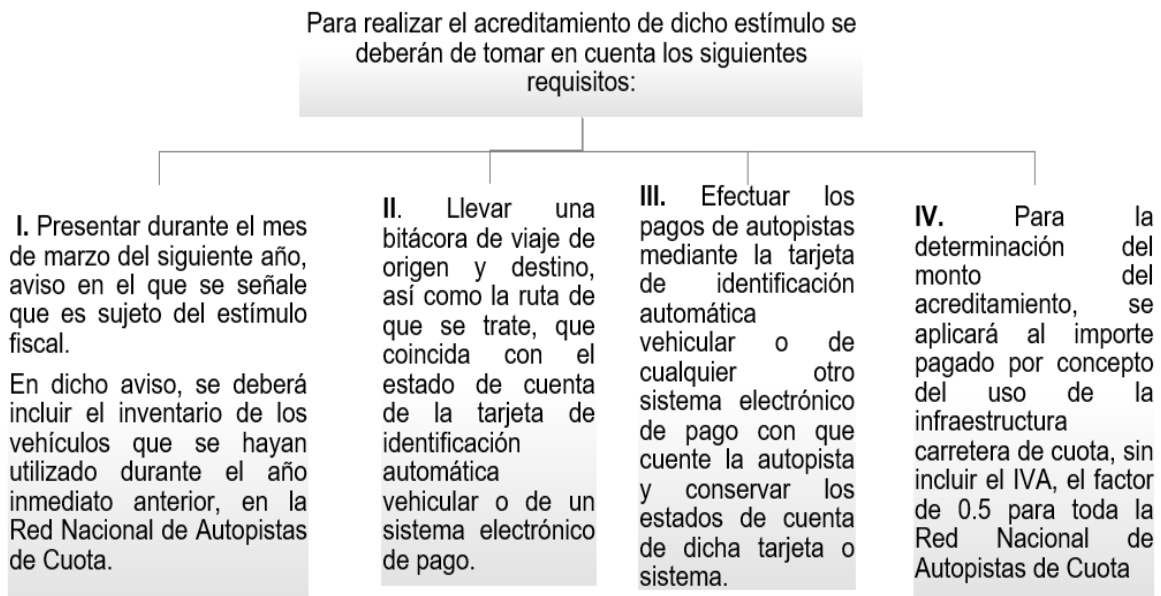 Para realizar el acreditamiento de dicho estímulo se
deberán de tomar en cuenta los siguientes
requisitos:
I. Presentar durante el mes
de marzo del siguiente año,
aviso en el que se señale
que es sujeto del estímulo
fiscal.
En dicho aviso, se deberá
incluir el inventario de los
vehículos que se hayan
utilizado durante el año
inmediato anterior, en la
Red Nacional de Autopistas
de Cuota.
II. Llevar una
bitácora de viaje de
origen y destino,
así como la ruta de
que se trate, que
coincida con el
estado de cuenta
de la tarjeta de
identificación
automática
vehicular o de un
sistema electrónico
de pago.
III. Efectuar los
pagos de autopistas
mediante la tarjeta
de identificación
automática
vehicular o de
cualquier otro
sistema electrónico
de pago con que
cuente la autopista
y conservar los
estados de cuenta
de dicha tarjeta o
sistema.
IV. Para la
determinación del
monto del
acreditamiento, se
aplicará al importe
pagado por concepto
del uso de la
infraestructura
carretera de cuota, sin
incluir el IVA, el factor
de 0.5 para toda la
Red Nacional de
Autopistas de Cuota